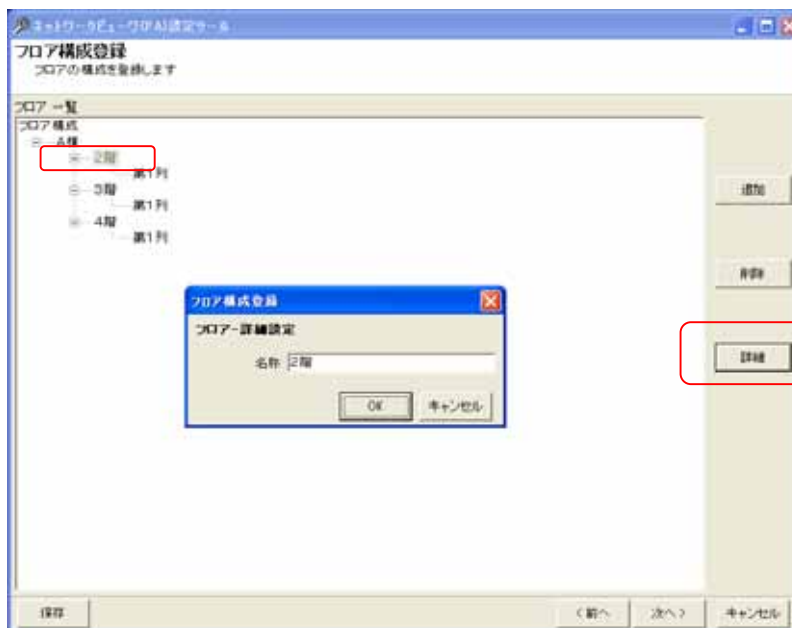 ネットワークビューワ(FA)設定ツール
フロア構成登録
フロアの構成を登録します
フロア 一覧
フロア構成
A棟
2階
第1列
3階
第1列
4階
第1列
追加
削除
詳細
フロア構成登録
フロアー詳細設定
名称 2階
OK
キャンセル
保存
<前へ
次へ>
キャンセル